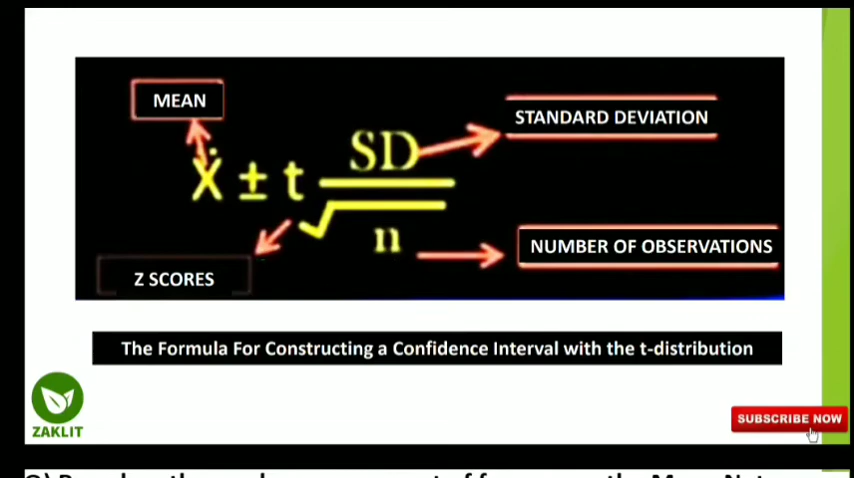 MEAN
STANDARD DEVIATION
Ẋ ± t SD
√n
NUMBER OF OBSERVATIONS
Z SCORES
The Formula For Constructing a Confidence Interval with the t-distribution
ZAKLIT
SUBSCRIBE NOW